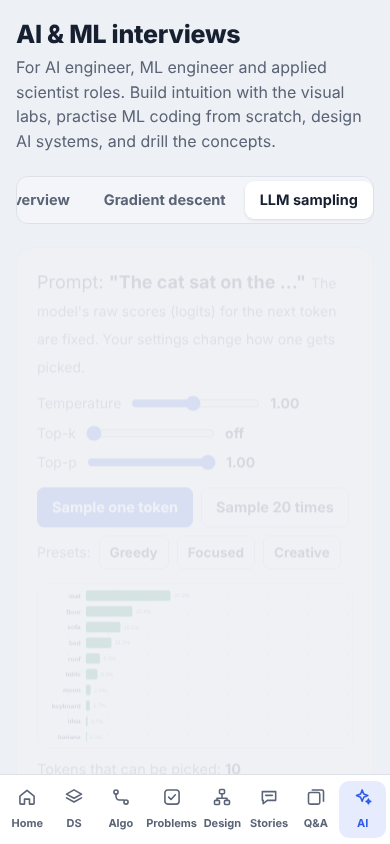 AI & ML interviews
For AI engineer, ML engineer and applied
scientist roles. Build intuition with the visual
labs, practise ML coding from scratch, design
AI systems, and drill the concepts.
verview Gradient descent LLM sampling
Prompt: "The cat sat on the ..." The
model's raw scores (logits) for the next token
are fixed. Your settings change how one gets
picked.
Temperature 1.00
Top-k off
Top-p 1.00
Sample one token Sample 20 times
Presets: Greedy Focused Creative
mat
floor
sofa
bed
roof
table
moon
keyboard
banana
Tokens that can be picked: 10
Home DS Algo Problems Design Stories Q&A AI